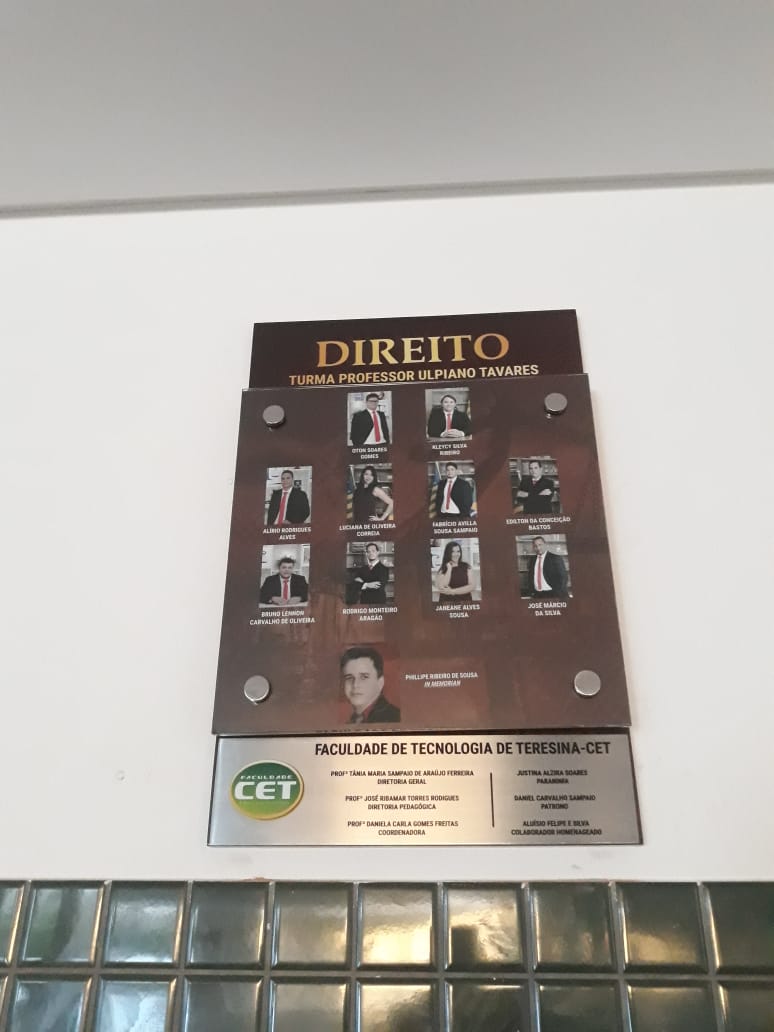 DIREITO
TURMA PROFESSOR ULPIANO TAVARES
OTON SOARES
GOMES
KLEYCY SILVA
RIBEIRO
ALÍRIO RODRIGUES
ALVES
LUCIANA DE OLIVEIRA
CORREIA
FABRÍCIO AVILLA
SOUSA SAMPAIO
EDILTON DA CONCEIÇÃO
BASTOS
BRUNO LENNON
CARVALHO DE OLIVEIRA
RODRIGO MONTEIRO
ARAGÃO
JANEANE ALVES
SOUSA
JOSÉ MÁRCIO
DA SILVA
PHILLIPE RIBEIRO DE SOUSA
IN MEMORIAN
FACULDADE DE TECNOLOGIA DE TERESINA-CET
FACULDADE
CET
PROFª TÂNIA MARIA SAMPAIO DE ARAÚJO FERREIRA
DIRETORIA GERAL
PROFº JOSÉ RIBAMAR TORRES RODIGUES
DIRETORIA PEDAGÓGICA
PROFª DANIELA CARLA GOMES FREITAS
COORDENADORA
JUSTINA ALZIRA SOARES
PARANINFA
DANIEL CARVALHO SAMPAIO
PATRONO
ALUÍSIO FELIPE E SILVA
COLABORADOR HOMENAGEADO